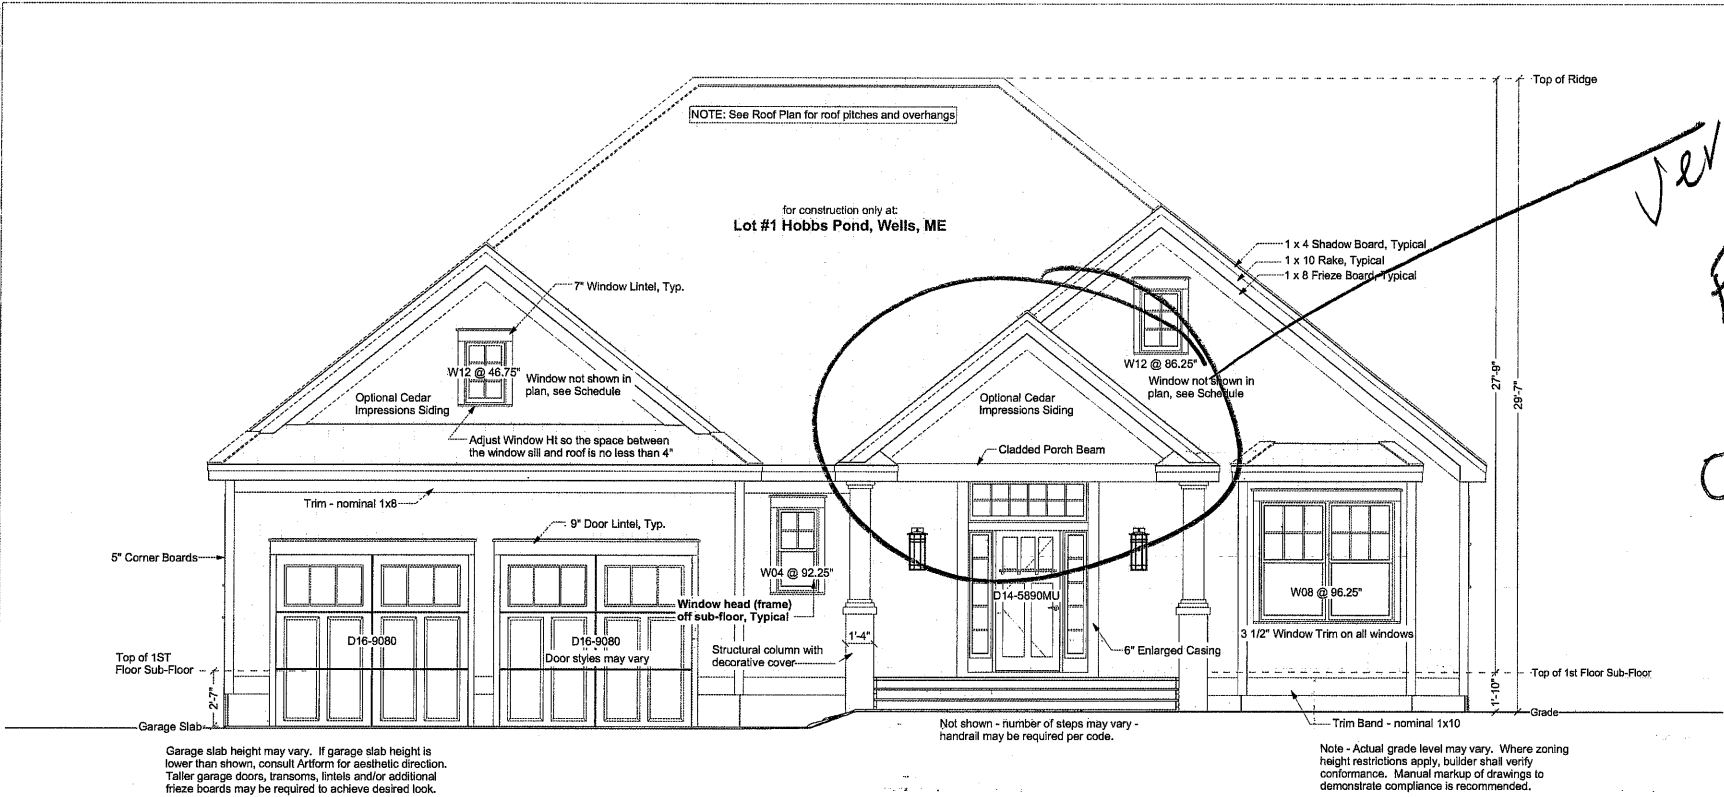 Top of Ridge
NOTE: See Roof Plan for roof pitches and overhangs
Ver
for construction only at:
Lot #1 Hobbs Pond, Wells, ME
1 x 4 Shadow Board, Typical
1 x 10 Rake, Typical
1 x 8 Frieze Board, Typical
7" Window Lintel, Typ.
W12 @ 46.75"
Window not shown in
plan, see Schedule
W12 @ 86.25"
Window not shown in
plan, see Schedule
27'-9"
29'-7"
Optional Cedar
Impressions Siding
Optional Cedar
Impressions Siding
Adjust Window Ht so the space between
the window sill and roof is no less than 4"
Cladded Porch Beam
Trim - nominal 1x8
9" Door Lintel, Typ.
5" Corner Boards
W04 @ 92.25"
D14-5890MU
W08 @ 96.25"
Window head (frame)
off sub-floor, Typical
D16-9080
D16-9080
Door styles may vary
1'-4"
Structural column with
decorative cover
6" Enlarged Casing
3 1/2" Window Trim on all windows
Top of 1ST
Floor Sub-Floor
Top of 1st Floor Sub-Floor
2'-7"
1'-10"
Garage Slab
Grade
Not shown - number of steps may vary -
handrail may be required per code.
Trim Band - nominal 1x10
Garage slab height may vary. If garage slab height is
lower than shown, consult Artform for aesthetic direction.
Taller garage doors, transoms, lintels and/or additional
frieze boards may be required to achieve desired look.
Note - Actual grade level may vary. Where zoning
height restrictions apply, builder shall verify
conformance. Manual markup of drawings to
demonstrate compliance is recommended.